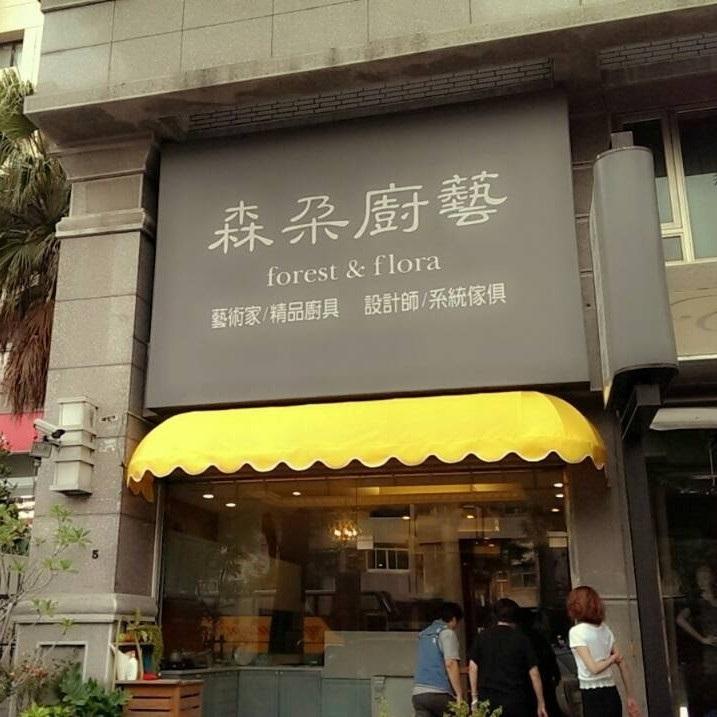 森朵廚藝
forest & flora
藝術家/精品廚具 設計師/系統傢俱
5